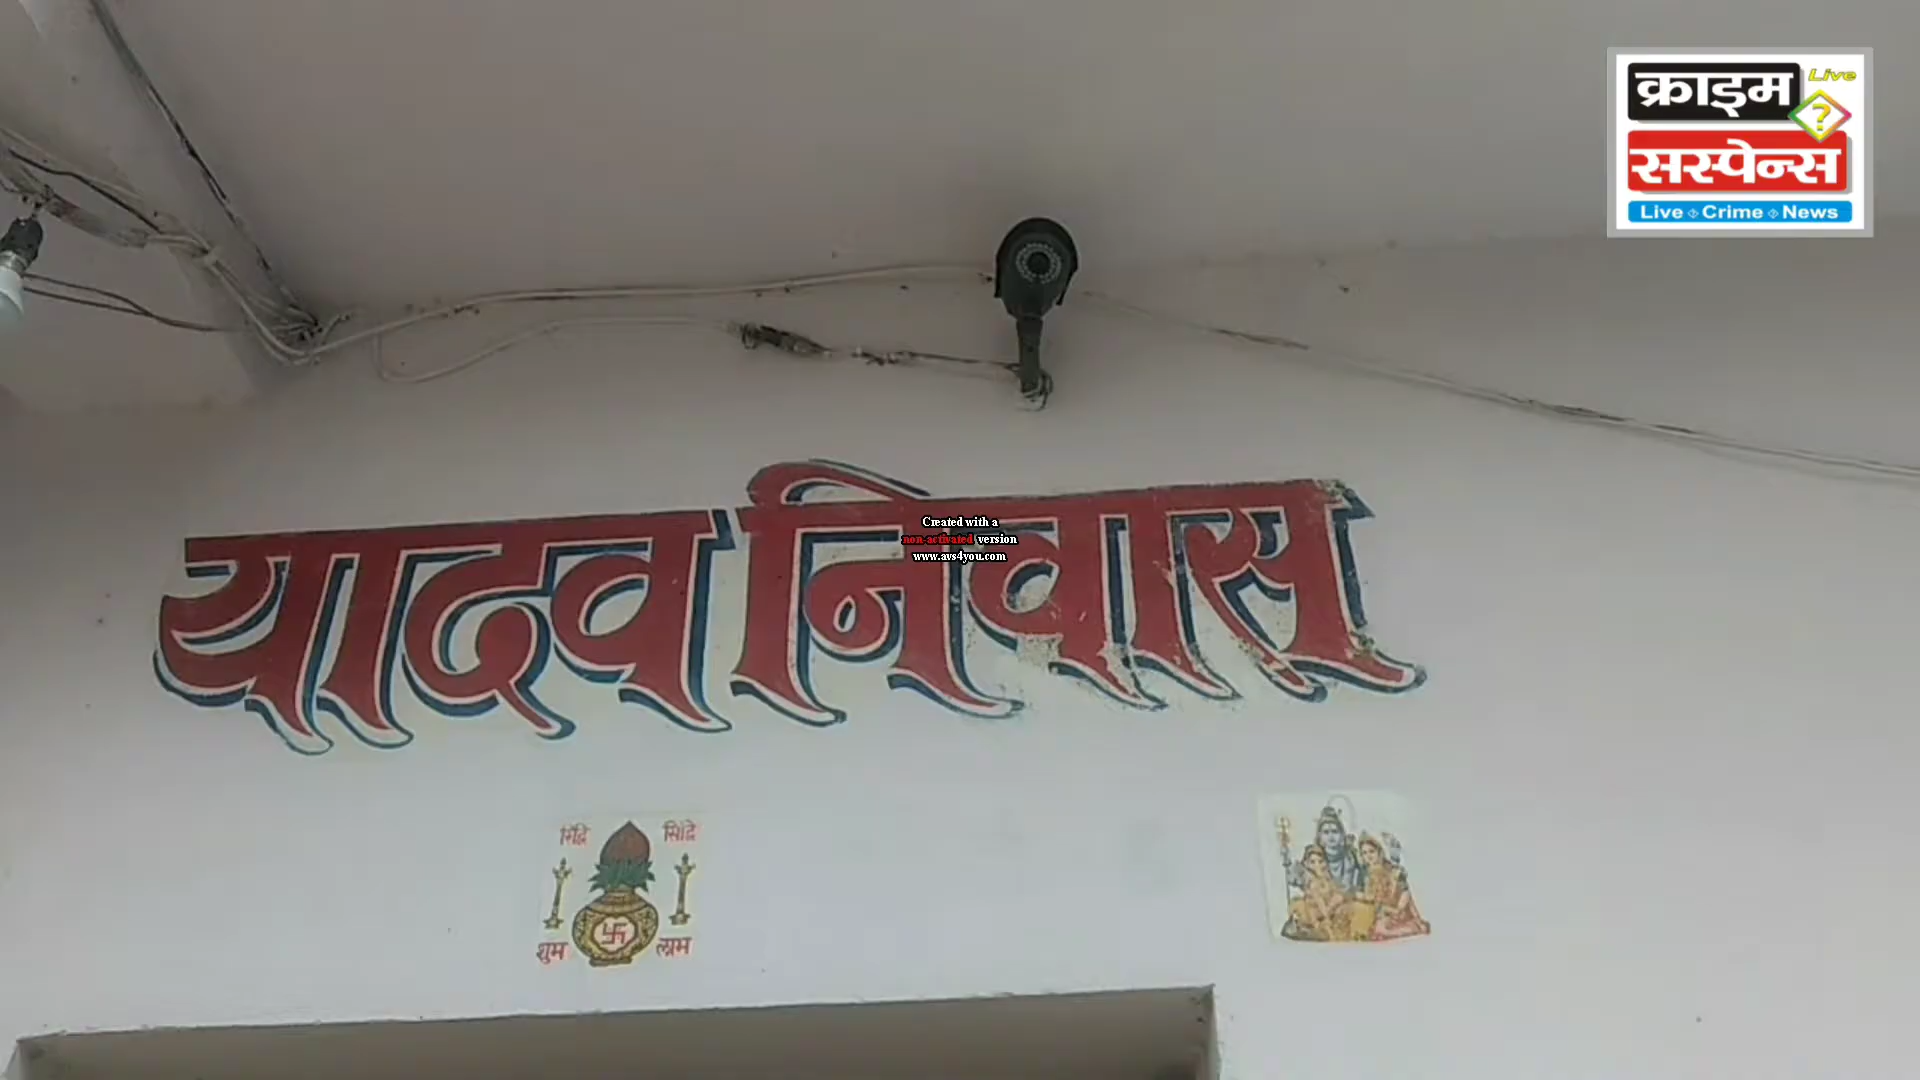 क्राइम Live
?
सस्पेन्स
Live Crime News
यादव निवास
Created with a
non-activated version
www.avs4you.com
रिद्धि सिद्धि
शुभ लाभ